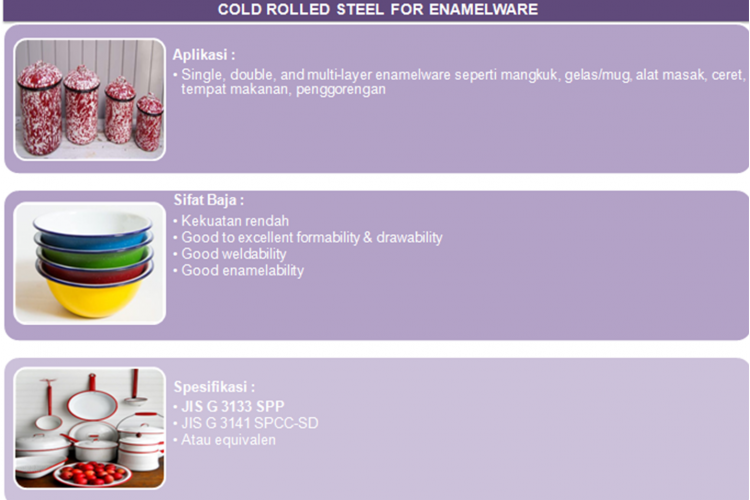 COLD ROLLED STEEL FOR ENAMELWARE
Aplikasi :
• Single, double, and multi-layer enamelware seperti mangkuk, gelas/mug, alat masak, ceret,
tempat makanan, penggorengan
Sifat Baja :
• Kekuatan rendah
• Good to excellent formability & drawability
• Good weldability
• Good enamelability
Spesifikasi :
• JIS G 3133 SPP
• JIS G 3141 SPCC-SD
• Atau equivalen